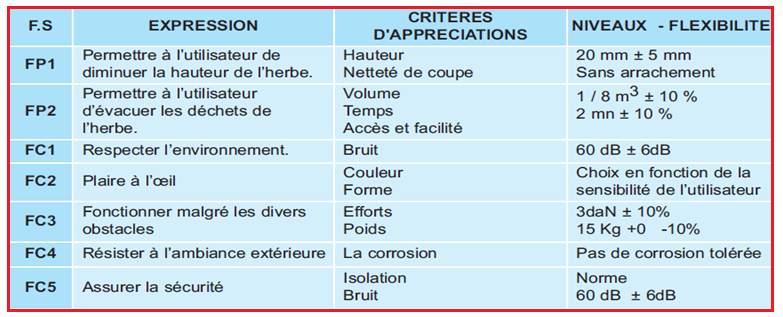 F.S EXPRESSION CRITERES D'APPRECIATIONS NIVEAUX - FLEXIBILITE
FP1 Permettre à l'utilisateur de diminuer la hauteur de l'herbe.
Hauteur 20 mm ± 5 mm
Netteté de coupe Sans arrachement
FP2 Permettre à l'utilisateur d'évacuer les déchets de l'herbe.
Volume 1 / 8 m³ ± 10 %
Temps 2 mn ± 10 %
Accès et facilité
FC1 Respecter l'environnement. Bruit 60 dB ± 6dB
FC2 Plaire à l'œil
Couleur Choix en fonction de la
Forme sensibilité de l'utilisateur
FC3 Fonctionner malgré les divers obstacles
Efforts 3daN ± 10%
Poids 15 Kg +0 -10%
FC4 Résister à l'ambiance extérieure La corrosion Pas de corrosion tolérée
FC5 Assurer la sécurité
Isolation Norme
Bruit 60 dB ± 6dB